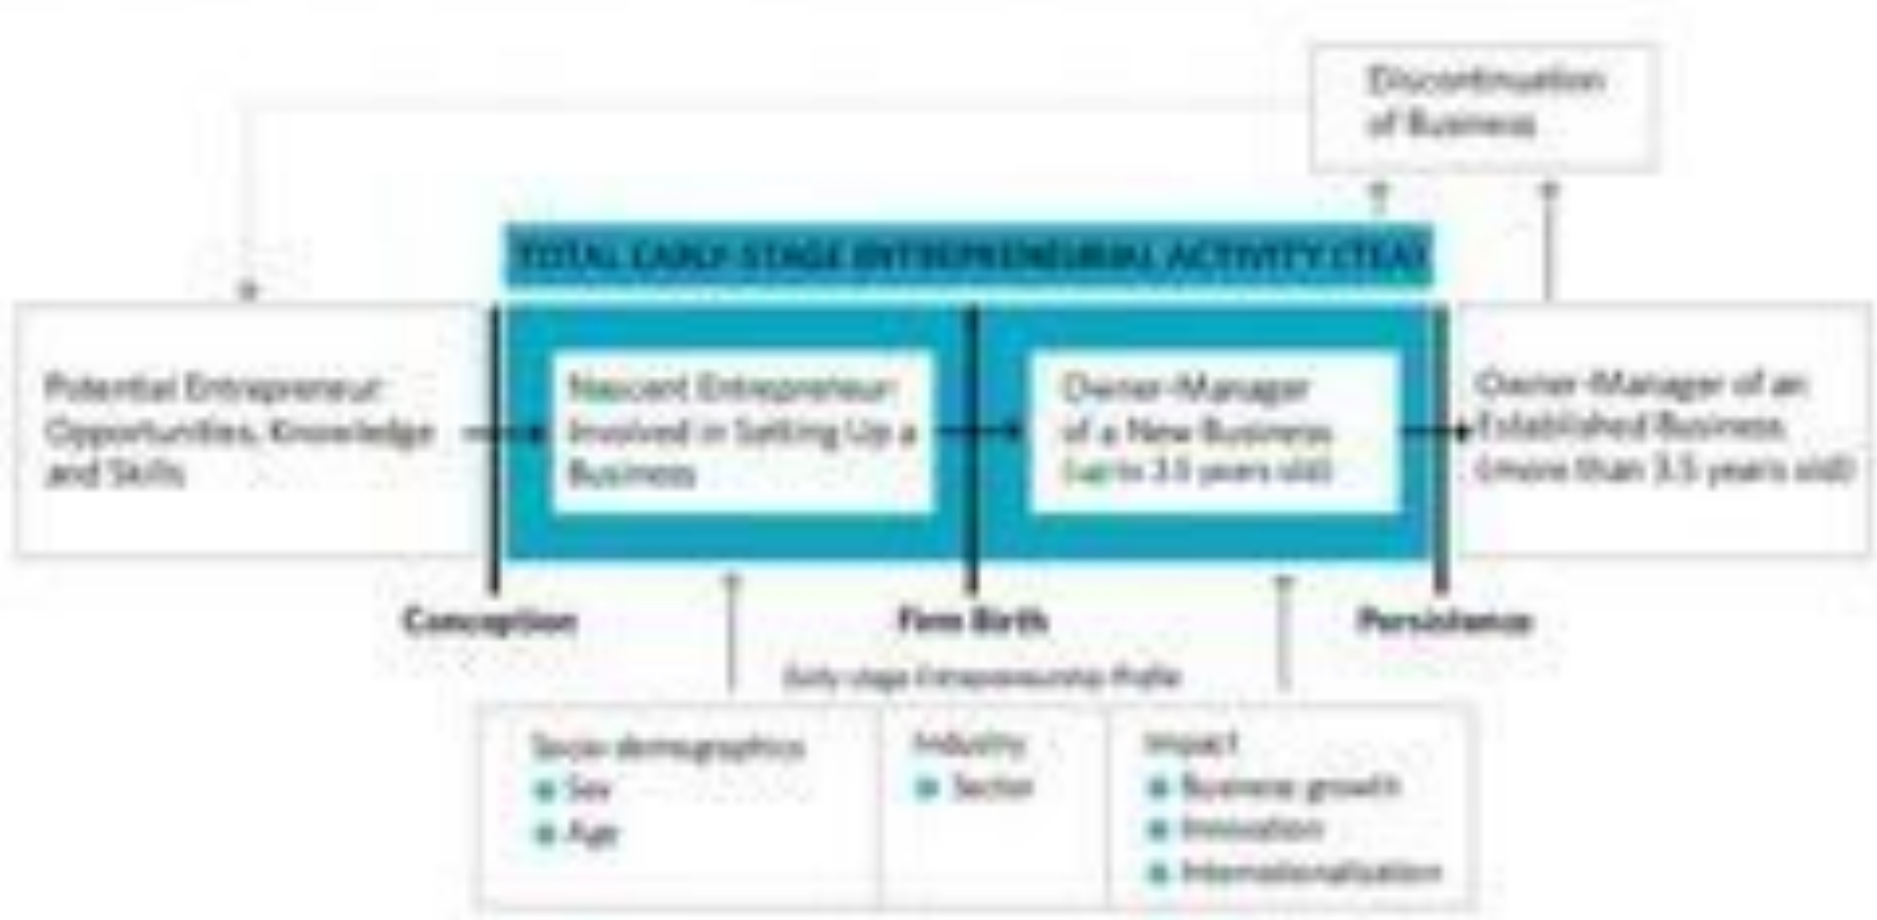 Discontinuation
of Business
TOTAL EARLY-STAGE ENTREPRENEURIAL ACTIVITY (TEA)
Potential Entrepreneur:
Opportunities, Knowledge
and Skills
Nascent Entrepreneur:
Involved in Setting Up a
Business
Owner-Manager
of a New Business
(up to 3.5 years old)
Owner-Manager of an
Established Business
(more than 3.5 years old)
Conception
Firm Birth
Persistence
Early-stage Entrepreneurship Profile
Socio-demographics
Sex
Age
Industry
Sector
Impact
Business growth
Innovation
Internationalization